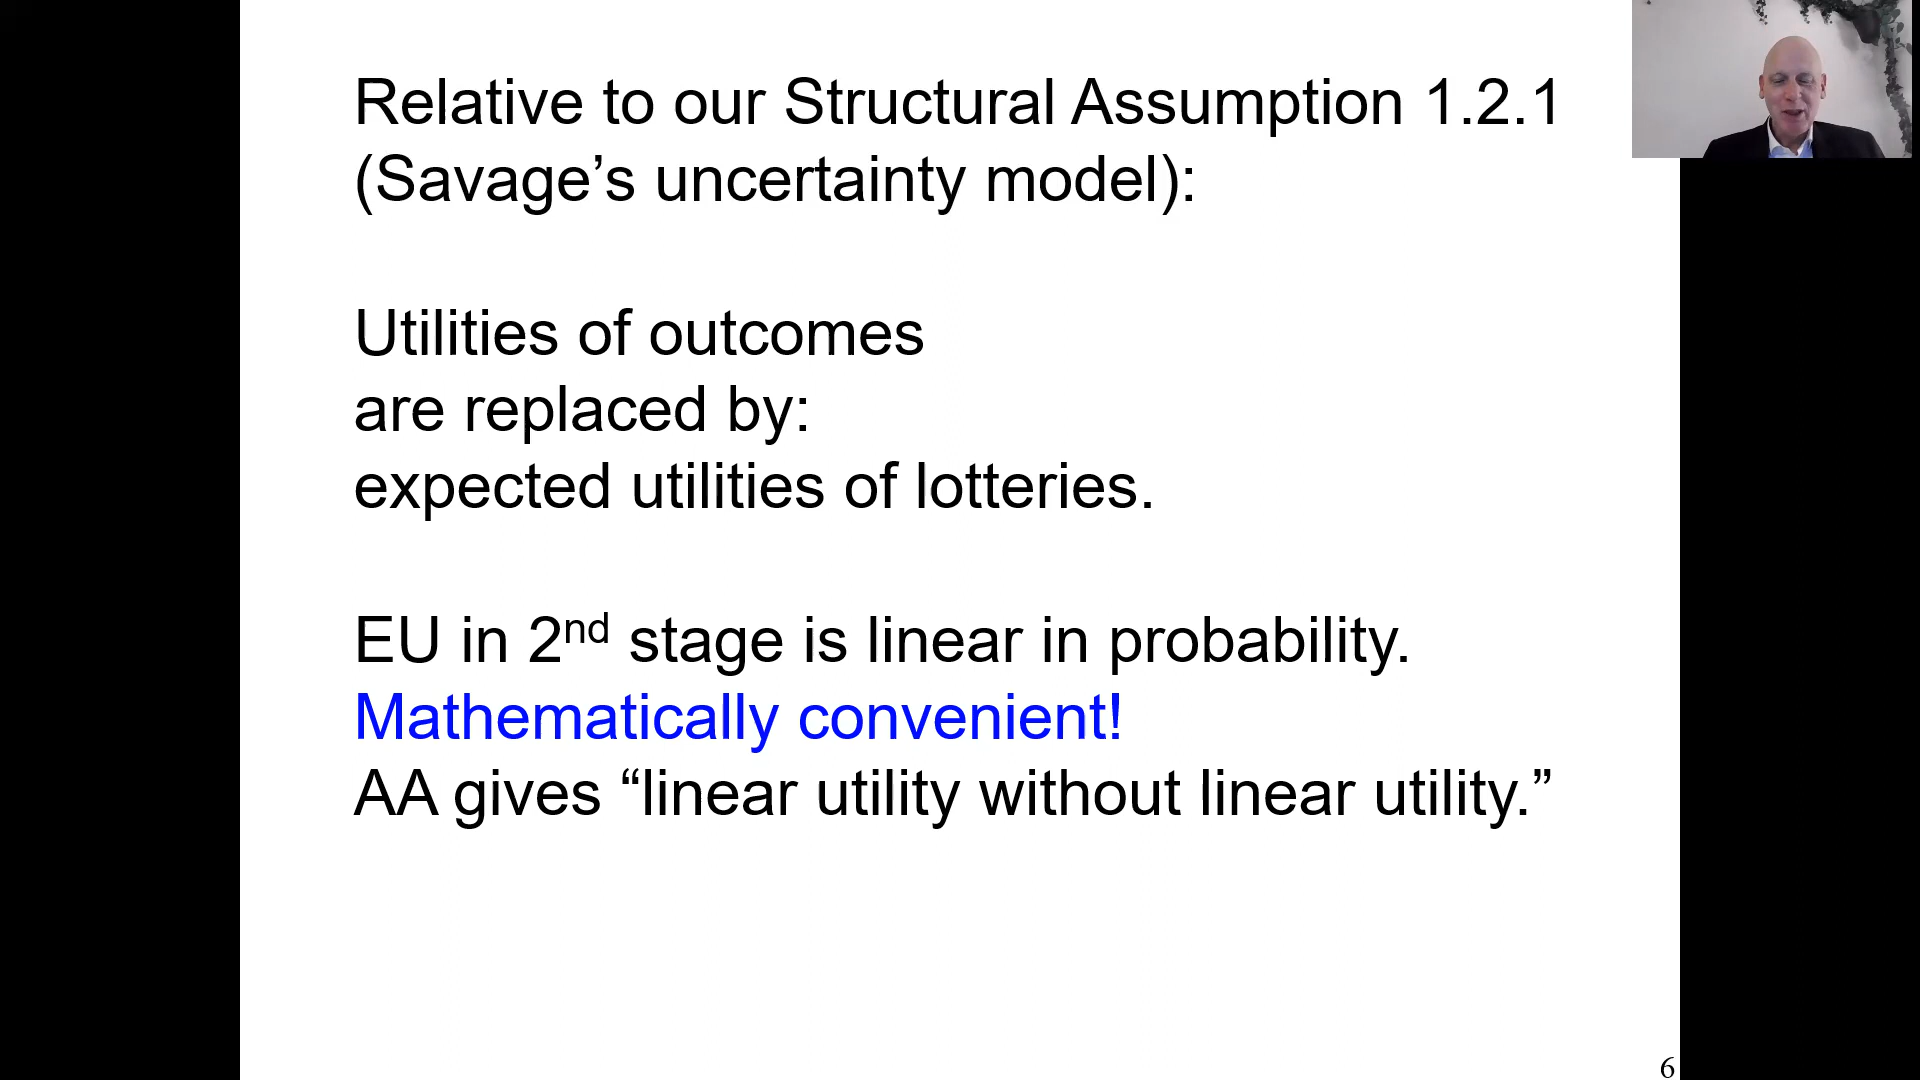 Relative to our Structural Assumption 1.2.1
(Savage’s uncertainty model):
Utilities of outcomes
are replaced by:
expected utilities of lotteries.
EU in 2nd stage is linear in probability.
Mathematically convenient!
AA gives “linear utility without linear utility.”
6